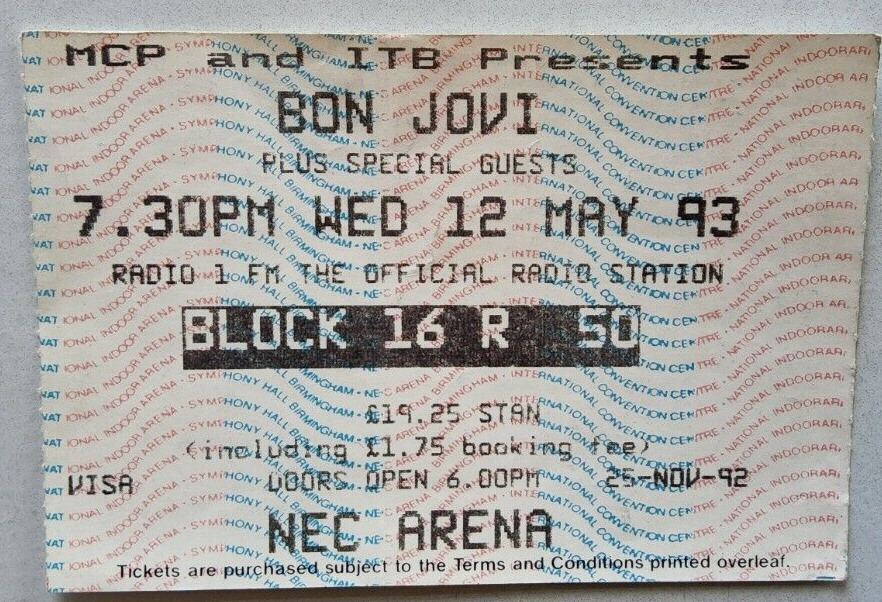 MCP and ITB Presents
BON JOVI
PLUS SPECIAL GUESTS
7.30PM WED 12 MAY 93
RADIO 1 FM THE OFFICIAL RADIO STATION
BLOCK 16 R 50
£19.25 STAN
(including £1.75 booking fee)
VISA DOORS OPEN 6.00PM 25-NOV-92
NEC ARENA
Tickets are purchased subject to the Terms and Conditions printed overleaf.